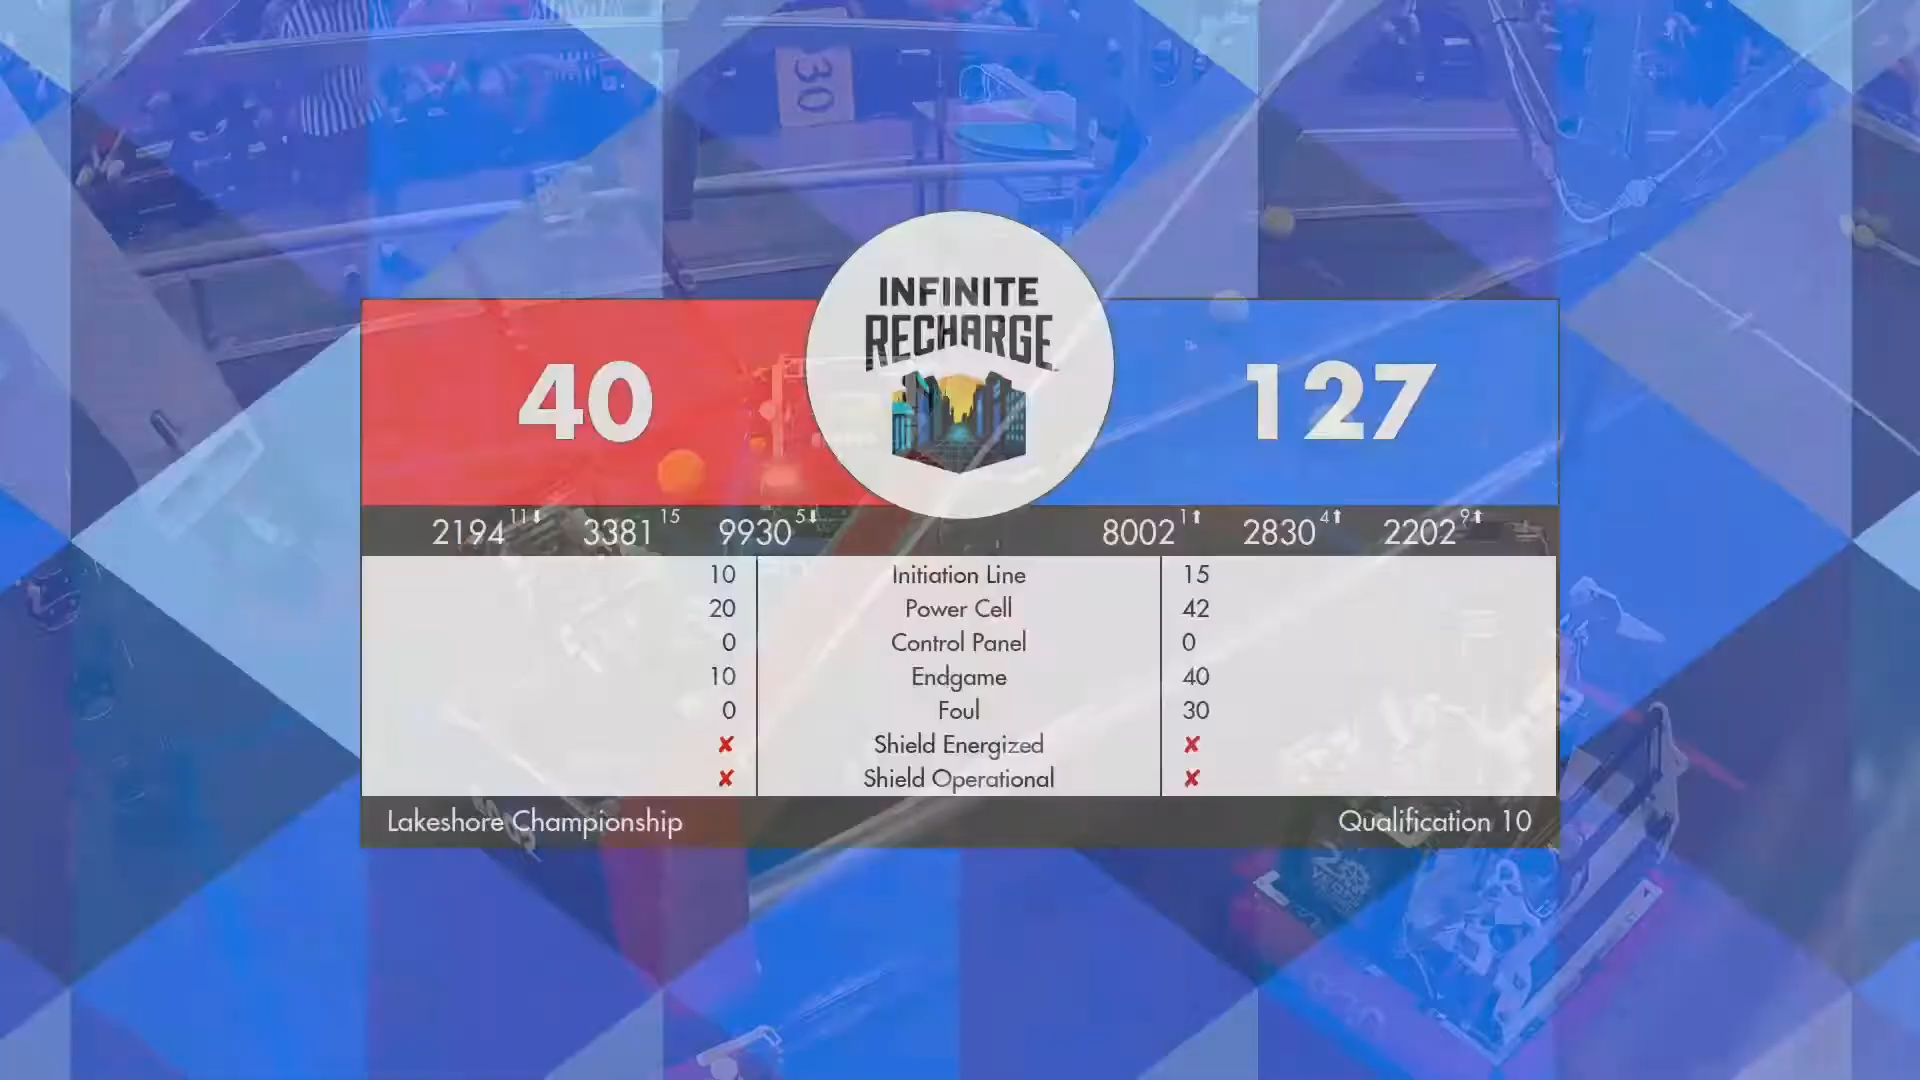 30
INFINITE
RECHARGE
40
127
2194 11⬇ 3381 15 9930 5⬇ 8002 1⬆ 2830 4⬆ 2202 9⬆
10 Initiation Line 15
20 Power Cell 42
0 Control Panel 0
10 Endgame 40
0 Foul 30
✘ Shield Energized ✘
✘ Shield Operational ✘
Lakeshore Championship Qualification 10